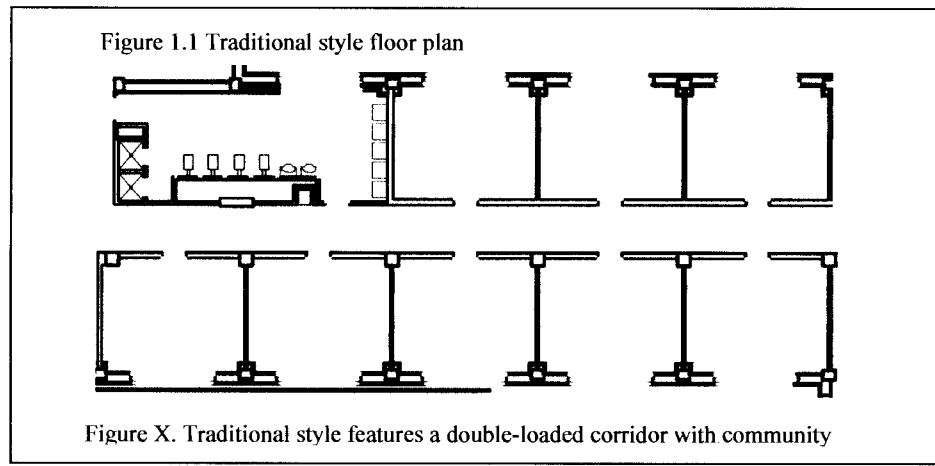 Figure 1.1 Traditional style floor plan
Figure X. Traditional style features a double-loaded corridor with community